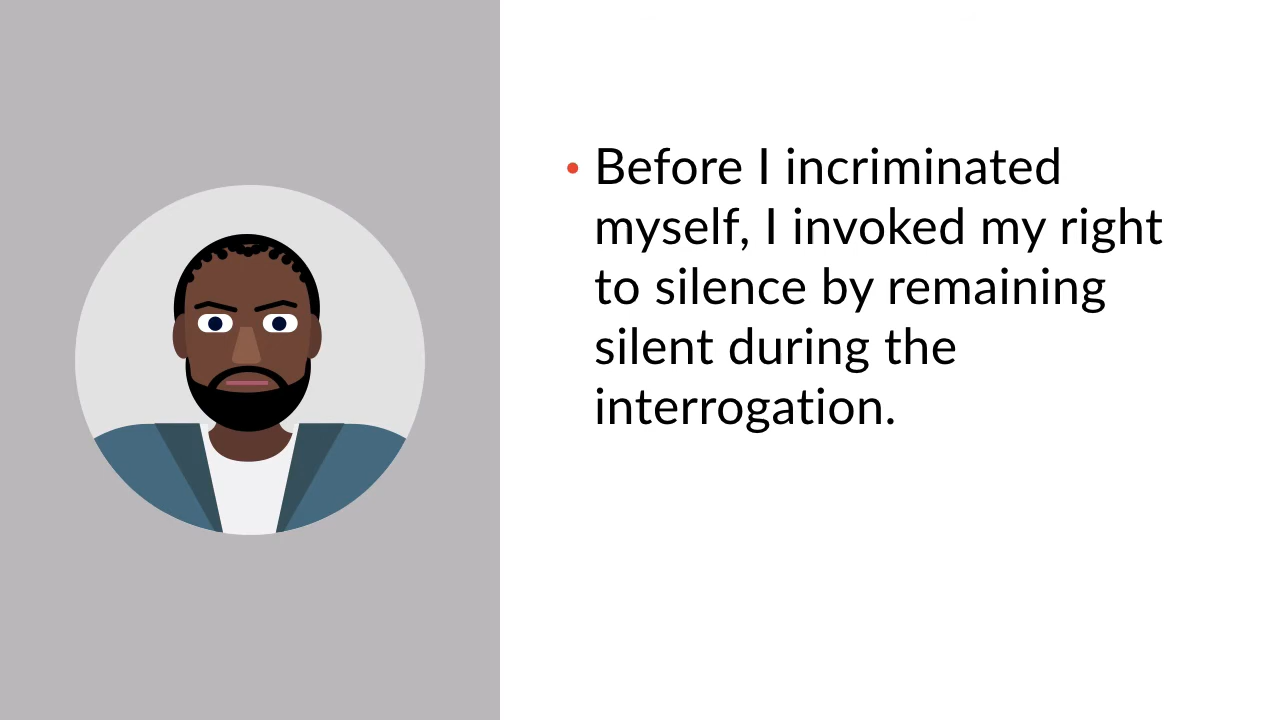 • Before I incriminated
myself, I invoked my right
to silence by remaining
silent during the
interrogation.